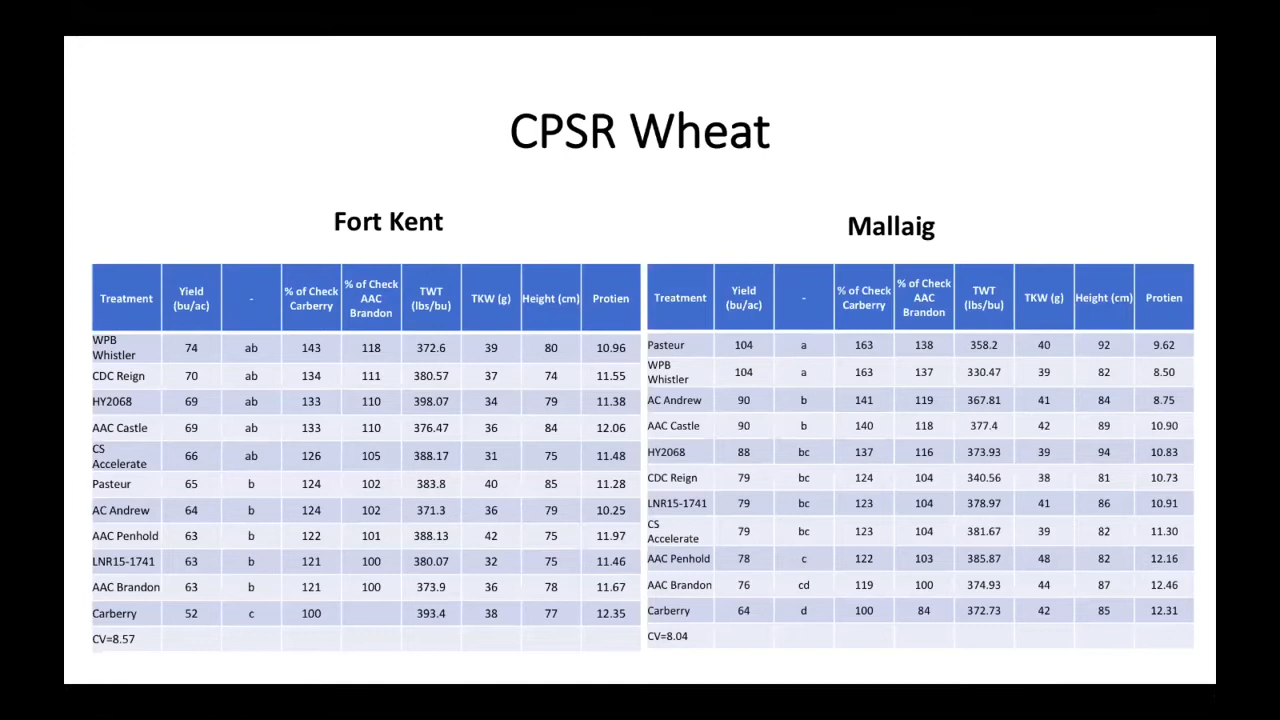 CPSR Wheat
Fort Kent
Treatment Yield (bu/ac) - % of Check Carberry % of Check AAC Brandon TWT (lbs/bu) TKW (g) Height (cm) Protien
WPB Whistler 74 ab 143 118 372.6 39 80 10.96
CDC Reign 70 ab 134 111 380.57 37 74 11.55
HY2068 69 ab 133 110 398.07 34 79 11.38
AAC Castle 69 ab 133 110 376.47 36 84 12.06
CS Accelerate 66 ab 126 105 388.17 31 75 11.48
Pasteur 65 b 124 102 383.8 40 85 11.28
AC Andrew 64 b 124 102 371.3 36 79 10.25
AAC Penhold 63 b 122 101 388.13 42 75 11.97
LNR15-1741 63 b 121 100 380.07 32 75 11.46
AAC Brandon 63 b 121 100 373.9 36 78 11.67
Carberry 52 c 100 393.4 38 77 12.35
CV=8.57
Mallaig
Treatment Yield (bu/ac) - % of Check Carberry % of Check AAC Brandon TWT (lbs/bu) TKW (g) Height (cm) Protien
Pasteur 104 a 163 138 358.2 40 92 9.62
WPB Whistler 104 a 163 137 330.47 39 82 8.50
AC Andrew 90 b 141 119 367.81 41 84 8.75
AAC Castle 90 b 140 118 377.4 42 89 10.90
HY2068 88 bc 137 116 373.93 39 94 10.83
CDC Reign 79 bc 124 104 340.56 38 81 10.73
LNR15-1741 79 bc 123 104 378.97 41 86 10.91
CS Accelerate 79 bc 123 104 381.67 39 82 11.30
AAC Penhold 78 c 122 103 385.87 48 82 12.16
AAC Brandon 76 cd 119 100 374.93 44 87 12.46
Carberry 64 d 100 84 372.73 42 85 12.31
CV=8.04